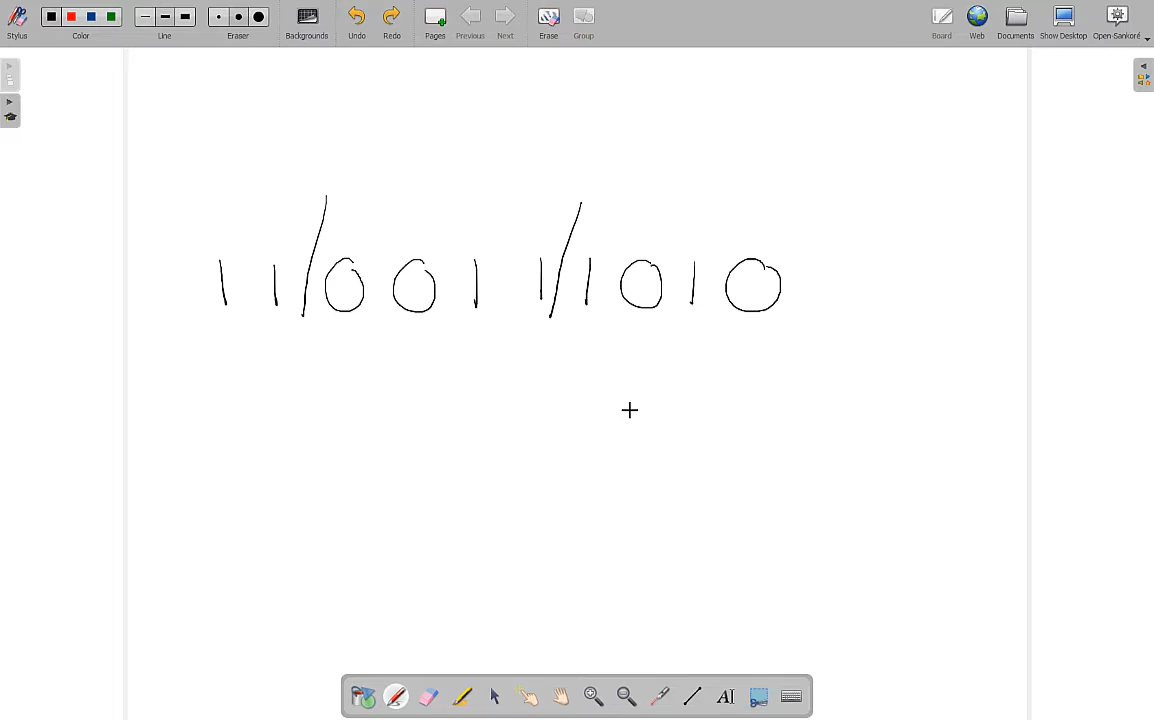 Stylus Color Line Eraser Backgrounds Undo Redo Pages Previous Next Erase Group Board Web Documents Show Desktop Open-Sankoré
11/0011/1010
AI